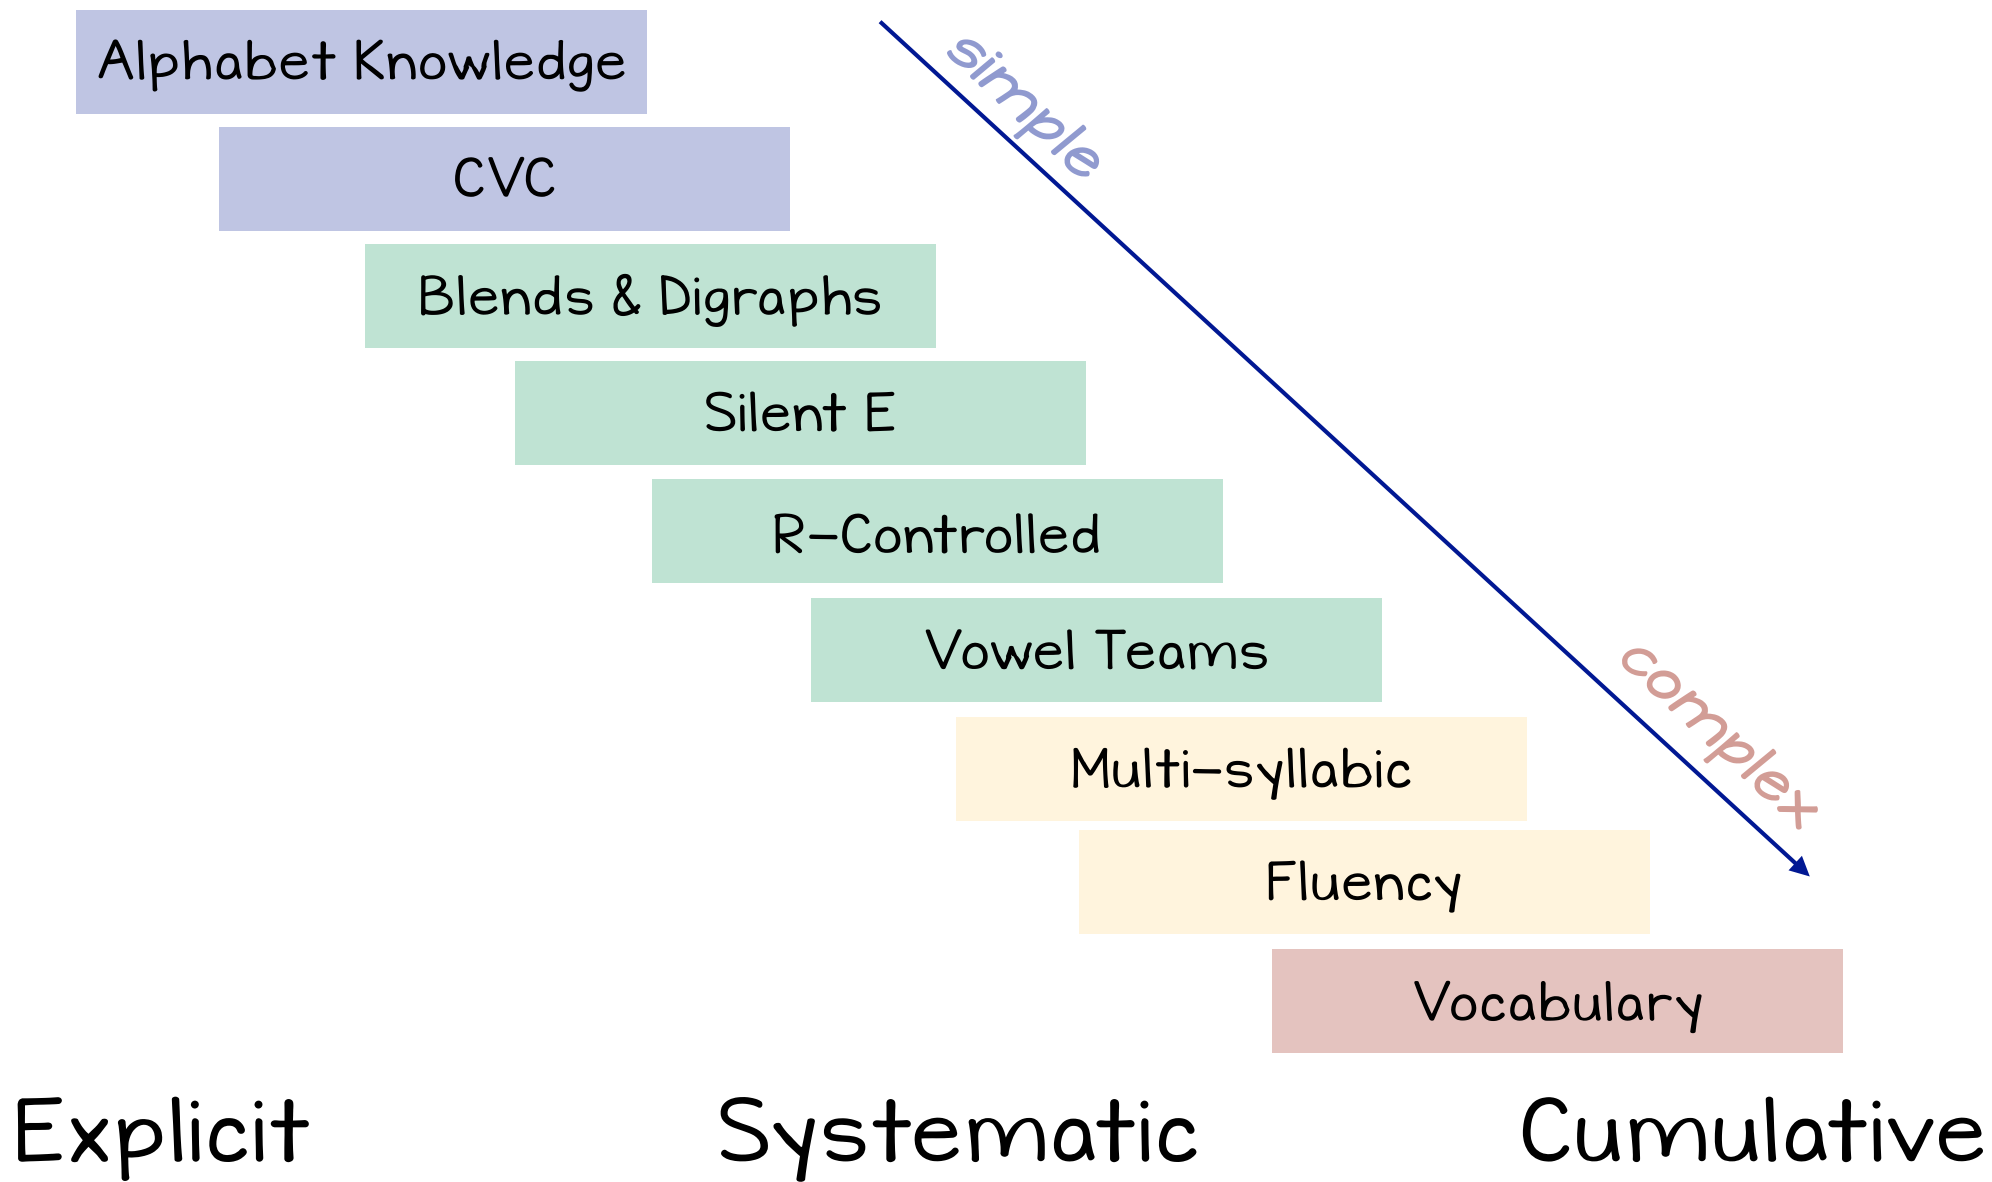 Alphabet Knowledge
simple
CVC
Blends & Digraphs
Silent E
R-Controlled
Vowel Teams
complex
Multi-syllabic
Fluency
Vocabulary
Explicit Systematic Cumulative